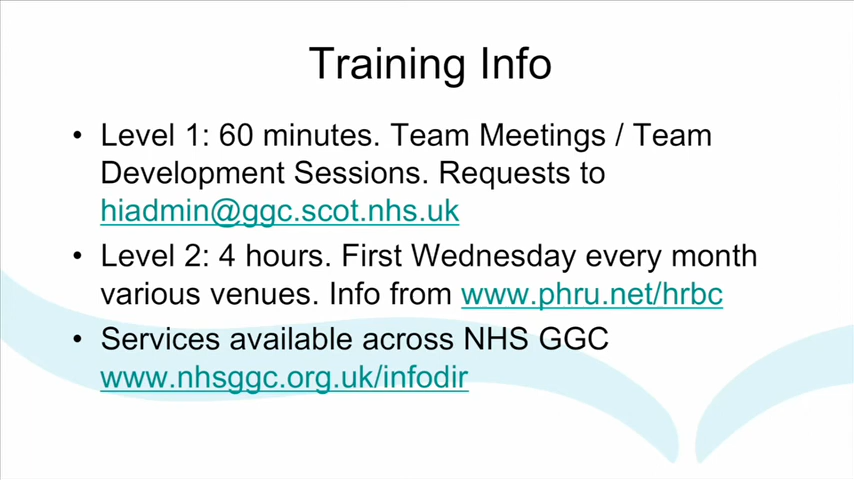 Training Info
• Level 1: 60 minutes. Team Meetings / Team
Development Sessions. Requests to
hiadmin@ggc.scot.nhs.uk
• Level 2: 4 hours. First Wednesday every month
various venues. Info from www.phru.net/hrbc
• Services available across NHS GGC
www.nhsggc.org.uk/infodir